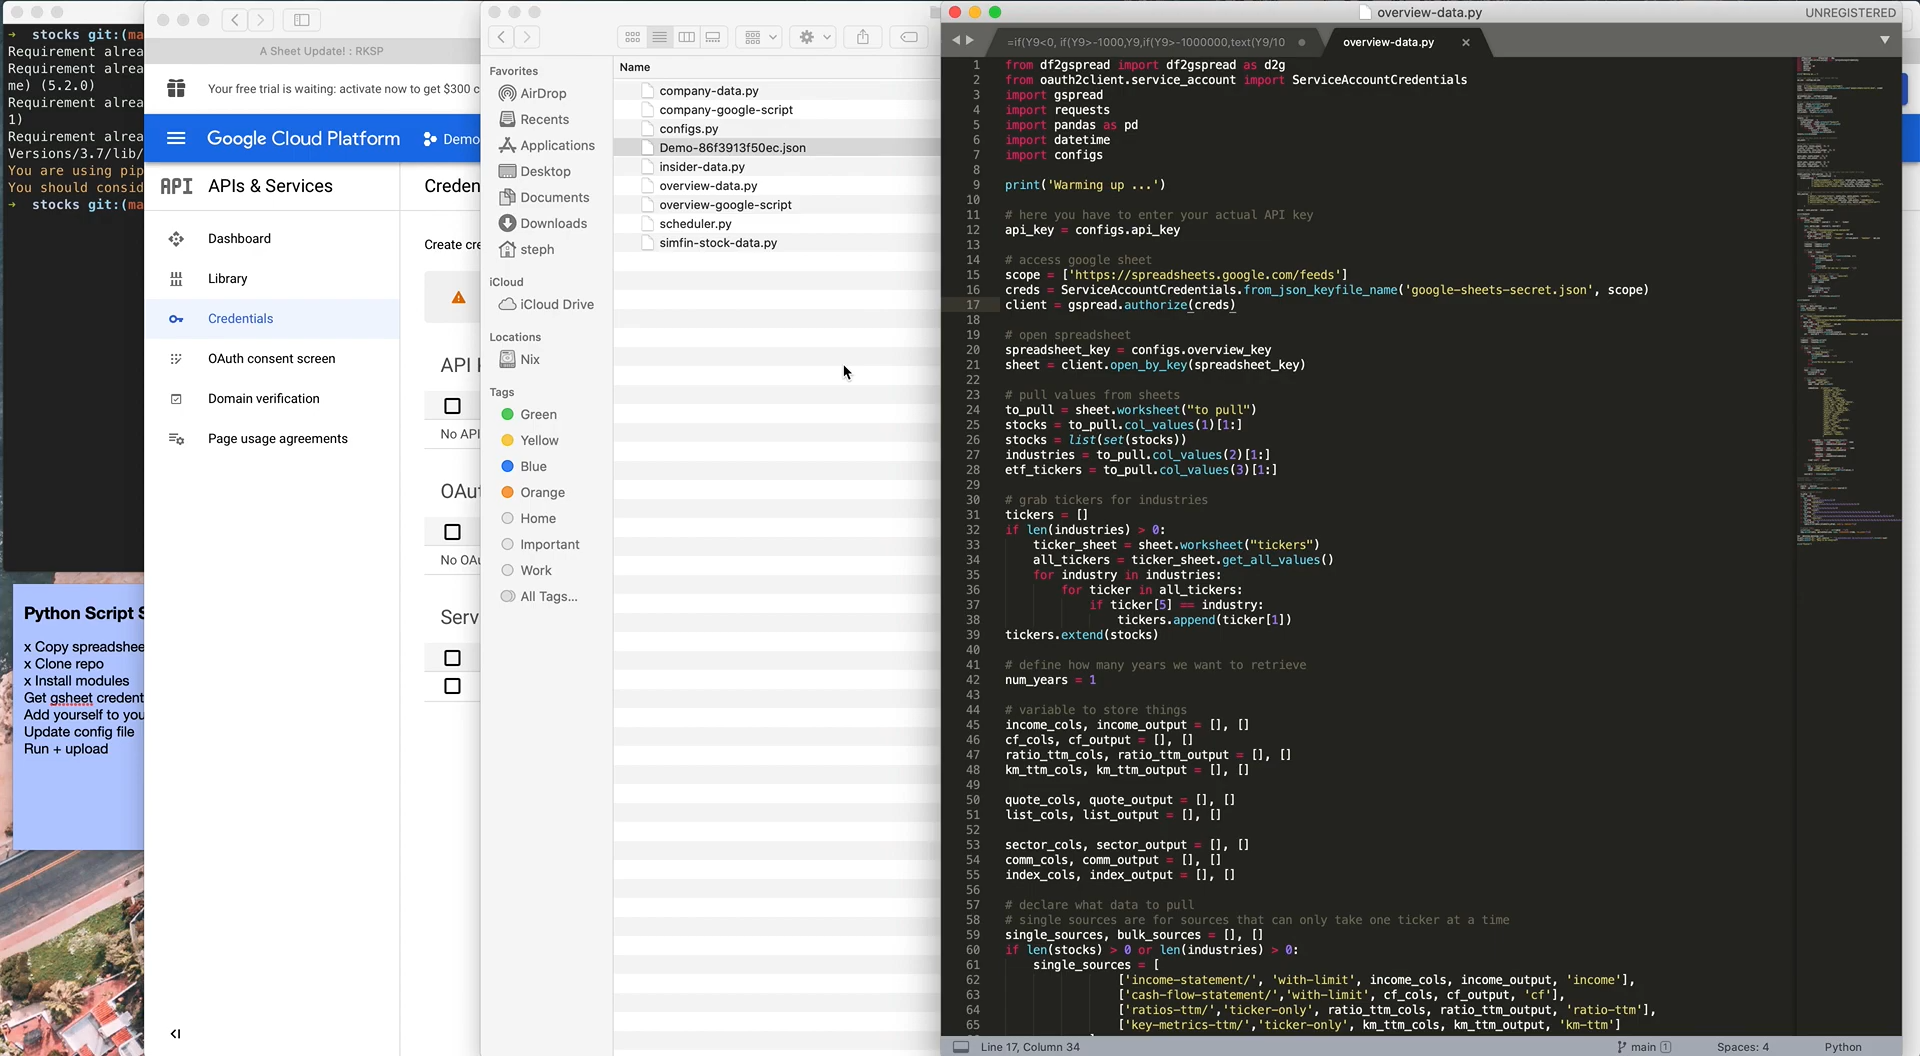 → stocks git:(ma
Requirement alrea
Requirement alrea
me) (5.2.0)
Requirement alrea
1)
Requirement alrea
Versions/3.7/lib/
You are using pip
You should consid
→ stocks git:(ma
Python Script S
x Copy spreadshee
x Clone repo
x Install modules
Get gsheet credent
Add yourself to you
Update config file
Run + upload
A Sheet Update! : RKSP
Your free trial is waiting: activate now to get $300 c
Google Cloud Platform
Demo
API
APIs & Services
Dashboard
Library
Credentials
OAuth consent screen
Domain verification
Page usage agreements
Creden
Create cre
API K
No API
OAut
No OAu
Serv
Favorites
AirDrop
Recents
Applications
Desktop
Documents
Downloads
steph
iCloud
iCloud Drive
Locations
Nix
Tags
Green
Yellow
Blue
Orange
Home
Important
Work
All Tags...
Name
company-data.py
company-google-script
configs.py
Demo-86f3913f50ec.json
insider-data.py
overview-data.py
overview-google-script
scheduler.py
simfin-stock-data.py
overview-data.py
UNREGISTERED
=if(Y9<0, if(Y9>-1000,Y9,if(Y9>-1000000,text(Y9/10
overview-data.py
1 from df2gspread import df2gspread as d2g
2 from oauth2client.service_account import ServiceAccountCredentials
3 import gspread
4 import requests
5 import pandas as pd
6 import datetime
7 import configs
8
9 print('Warming up ...')
10
11 # here you have to enter your actual API key
12 api_key = configs.api_key
13
14 # access google sheet
15 scope = ['https://spreadsheets.google.com/feeds']
16 creds = ServiceAccountCredentials.from_json_keyfile_name('google-sheets-secret.json', scope)
17 client = gspread.authorize(creds)
18
19 # open spreadsheet
20 spreadsheet_key = configs.overview_key
21 sheet = client.open_by_key(spreadsheet_key)
22
23 # pull values from sheets
24 to_pull = sheet.worksheet("to pull")
25 stocks = to_pull.col_values(1)[1:]
26 stocks = list(set(stocks))
27 industries = to_pull.col_values(2)[1:]
28 etf_tickers = to_pull.col_values(3)[1:]
29
30 # grab tickers for industries
31 tickers = []
32 if len(industries) > 0:
33 ticker_sheet = sheet.worksheet("tickers")
34 all_tickers = ticker_sheet.get_all_values()
35 for industry in industries:
36 for ticker in all_tickers:
37 if ticker[5] == industry:
38 tickers.append(ticker[1])
39 tickers.extend(stocks)
40
41 # define how many years we want to retrieve
42 num_years = 1
43
44 # variable to store things
45 income_cols, income_output = [], []
46 cf_cols, cf_output = [], []
47 ratio_ttm_cols, ratio_ttm_output = [], []
48 km_ttm_cols, km_ttm_output = [], []
49
50 quote_cols, quote_output = [], []
51 list_cols, list_output = [], []
52
53 sector_cols, sector_output = [], []
54 comm_cols, comm_output = [], []
55 index_cols, index_output = [], []
56
57 # declare what data to pull
58 # single sources are for sources that can only take one ticker at a time
59 single_sources, bulk_sources = [], []
60 if len(stocks) > 0 or len(industries) > 0:
61 single_sources = [
62 ['income-statement/', 'with-limit', income_cols, income_output, 'income'],
63 ['cash-flow-statement/','with-limit', cf_cols, cf_output, 'cf'],
64 ['ratios-ttm/','ticker-only', ratio_ttm_cols, ratio_ttm_output, 'ratio-ttm'],
65 ['key-metrics-ttm/','ticker-only', km_ttm_cols, km_ttm_output, 'km-ttm']
Line 17, Column 34
main 1
Spaces: 4
Python